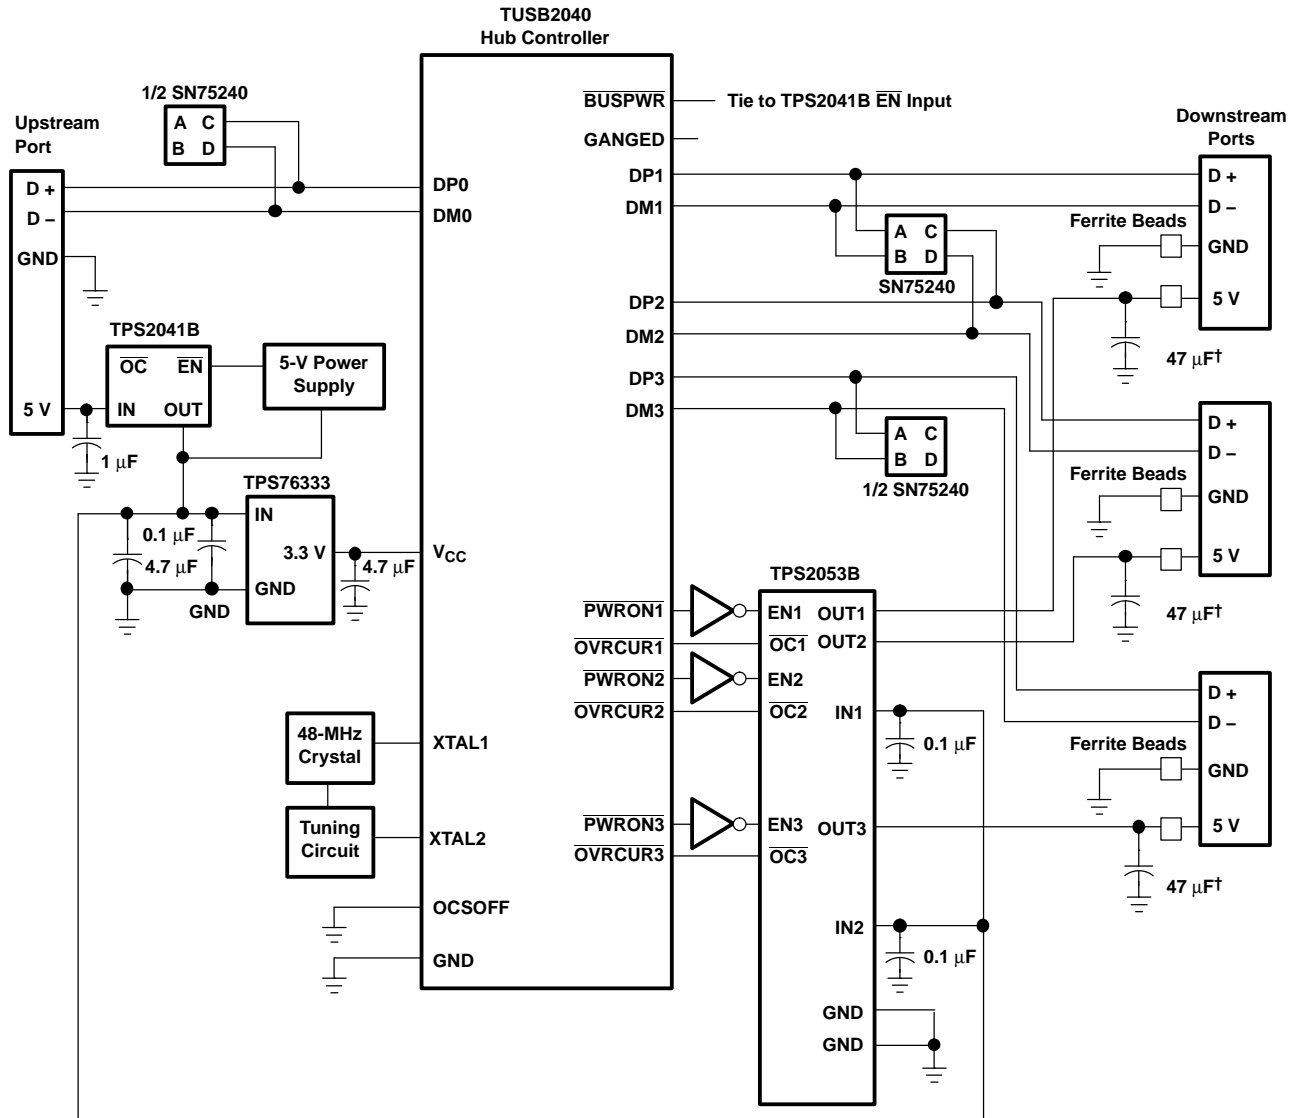 TUSB2040
Hub Controller
1/2 SN75240
A C
B D
Upstream
Port
D +
D –
GND
5 V
TPS2041B
OC
EN
IN
OUT
5-V Power
Supply
1 µF
TPS76333
IN
3.3 V
GND
0.1 µF
4.7 µF
GND
4.7 µF
48-MHz
Crystal
Tuning
Circuit
DP0
DM0
VCC
XTAL1
XTAL2
OCSOFF
GND
BUSPWR
Tie to TPS2041B EN Input
GANGED
DP1
DM1
DP2
DM2
DP3
DM3
PWRON1
OVRCUR1
PWRON2
OVRCUR2
PWRON3
OVRCUR3
A C
B D
SN75240
A C
B D
1/2 SN75240
TPS2053B
EN1
OC1
EN2
OC2
EN3
OC3
OUT1
OUT2
IN1
OUT3
IN2
GND
GND
0.1 µF
0.1 µF
Downstream
Ports
D +
D –
Ferrite Beads
GND
5 V
47 µF†
D +
D –
Ferrite Beads
GND
5 V
47 µF†
D +
D –
Ferrite Beads
GND
5 V
47 µF†